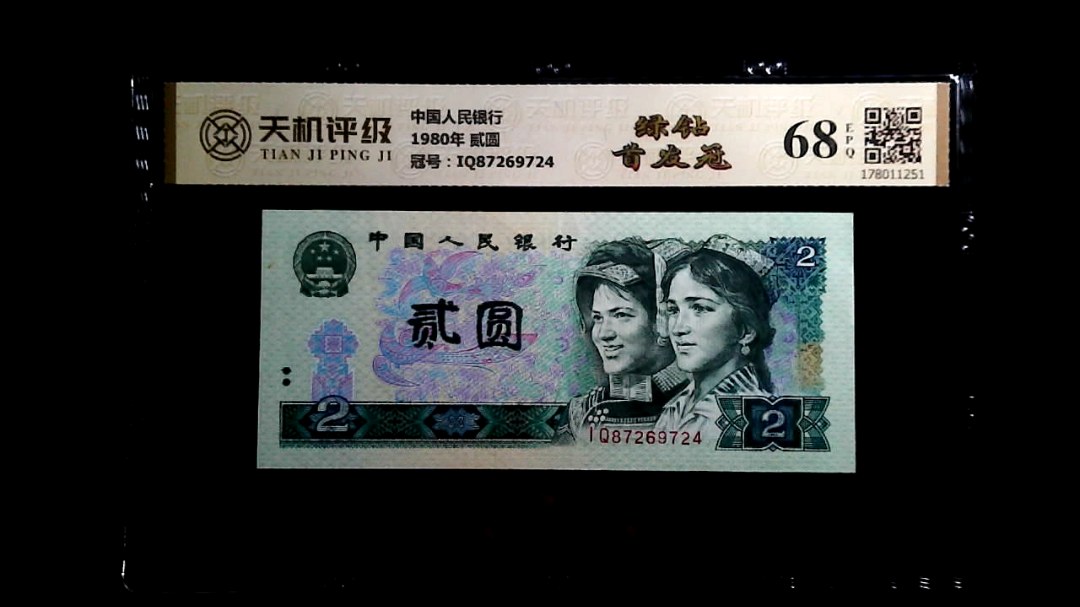 天机评级
TIAN JI PING JI
中国人民银行
1980年 贰圆
冠号：IQ87269724
绿钻
首发冠
68
EPQ
178011251
中国人民银行
2
贰圆
2
IQ87269724
2